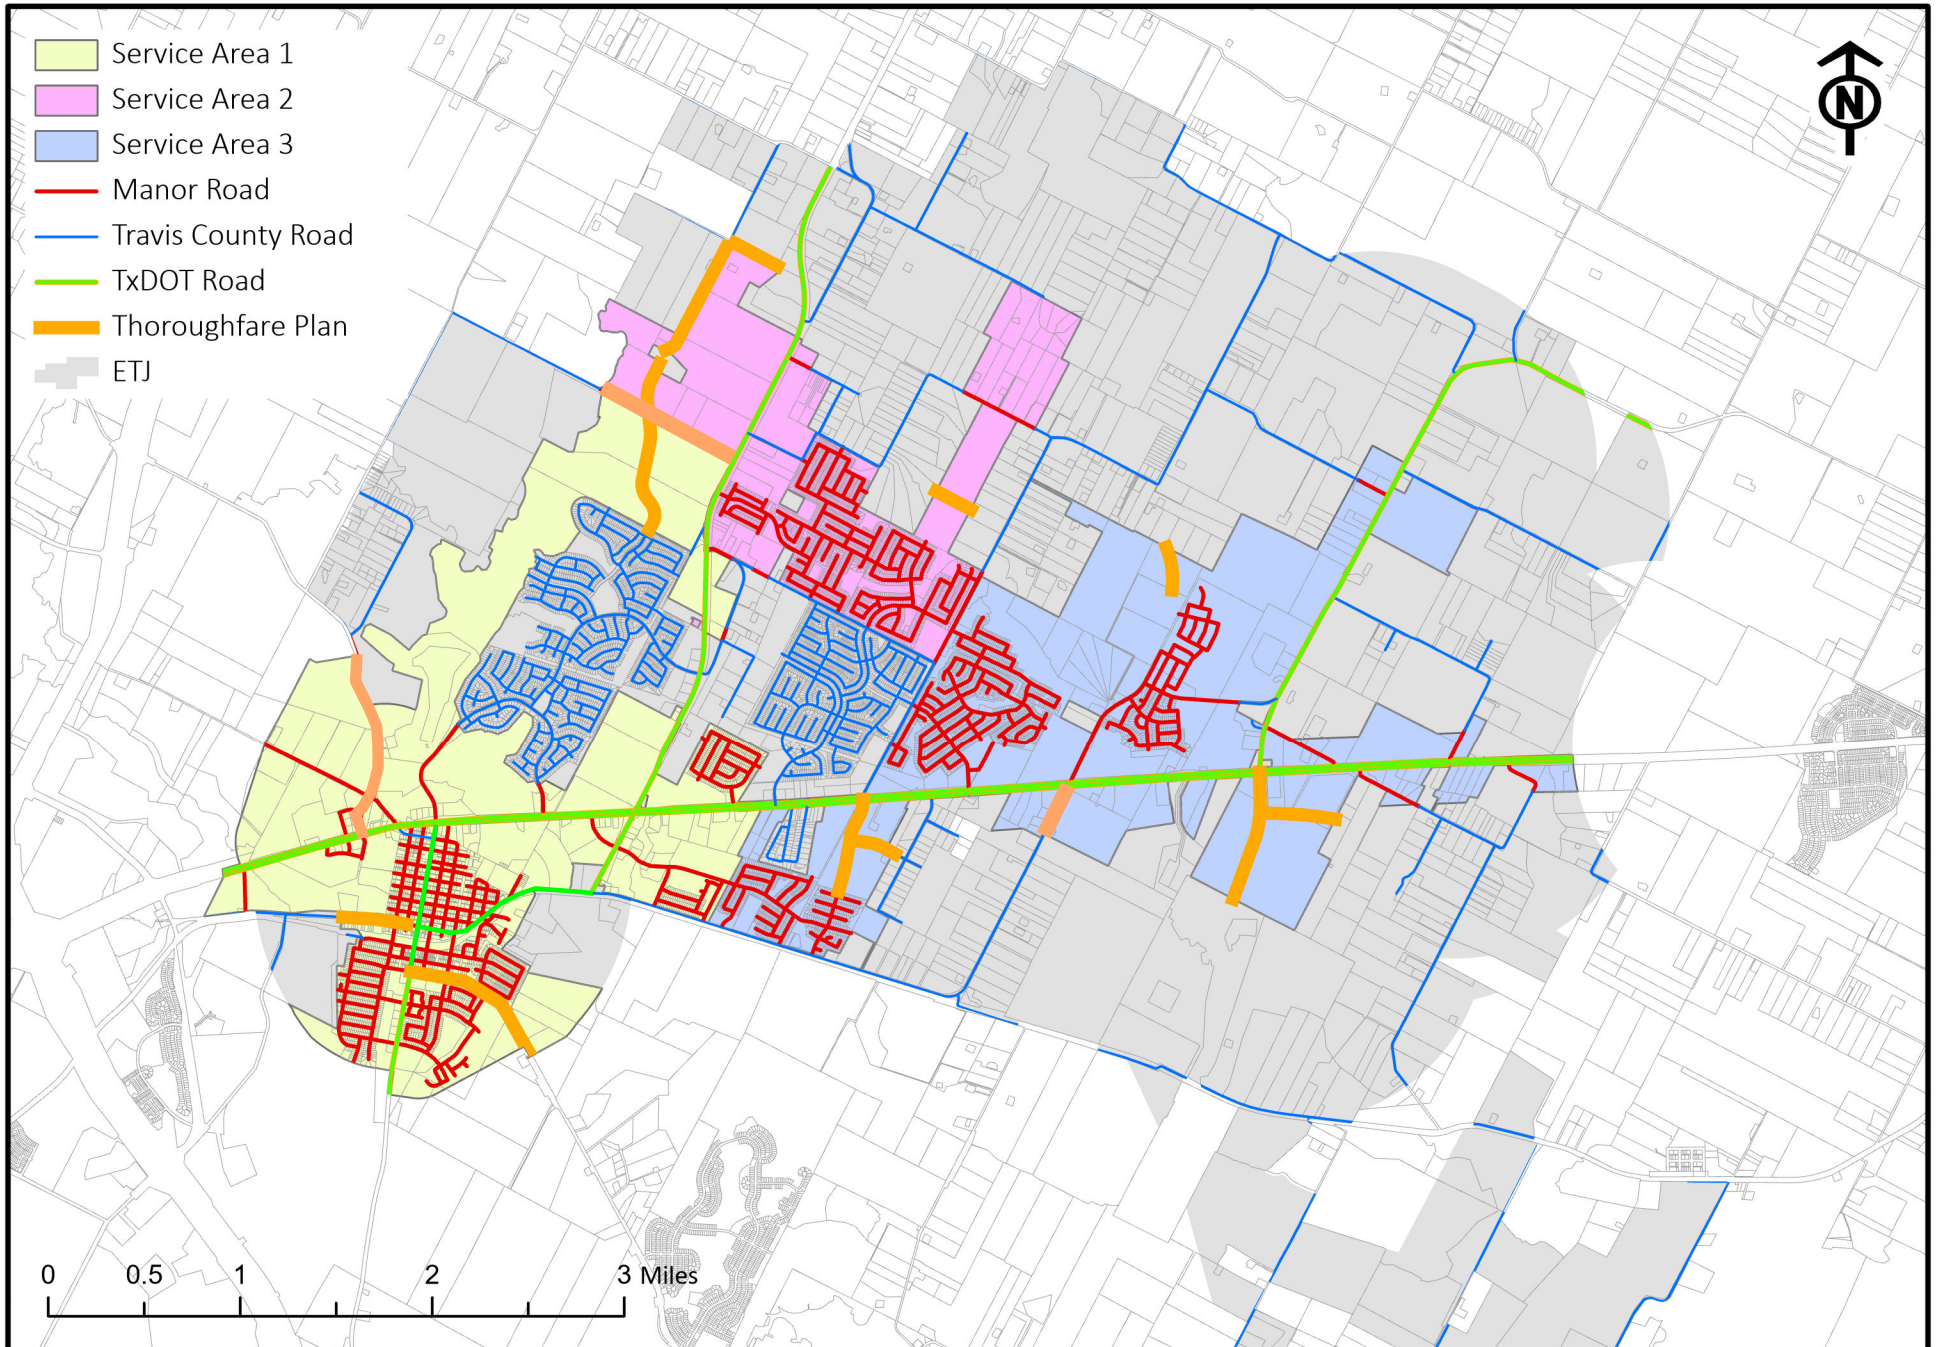 Service Area 1
Service Area 2
Service Area 3
Manor Road
Travis County Road
TxDOT Road
Thoroughfare Plan
ETJ
N
0 0.5 1 2 3 Miles